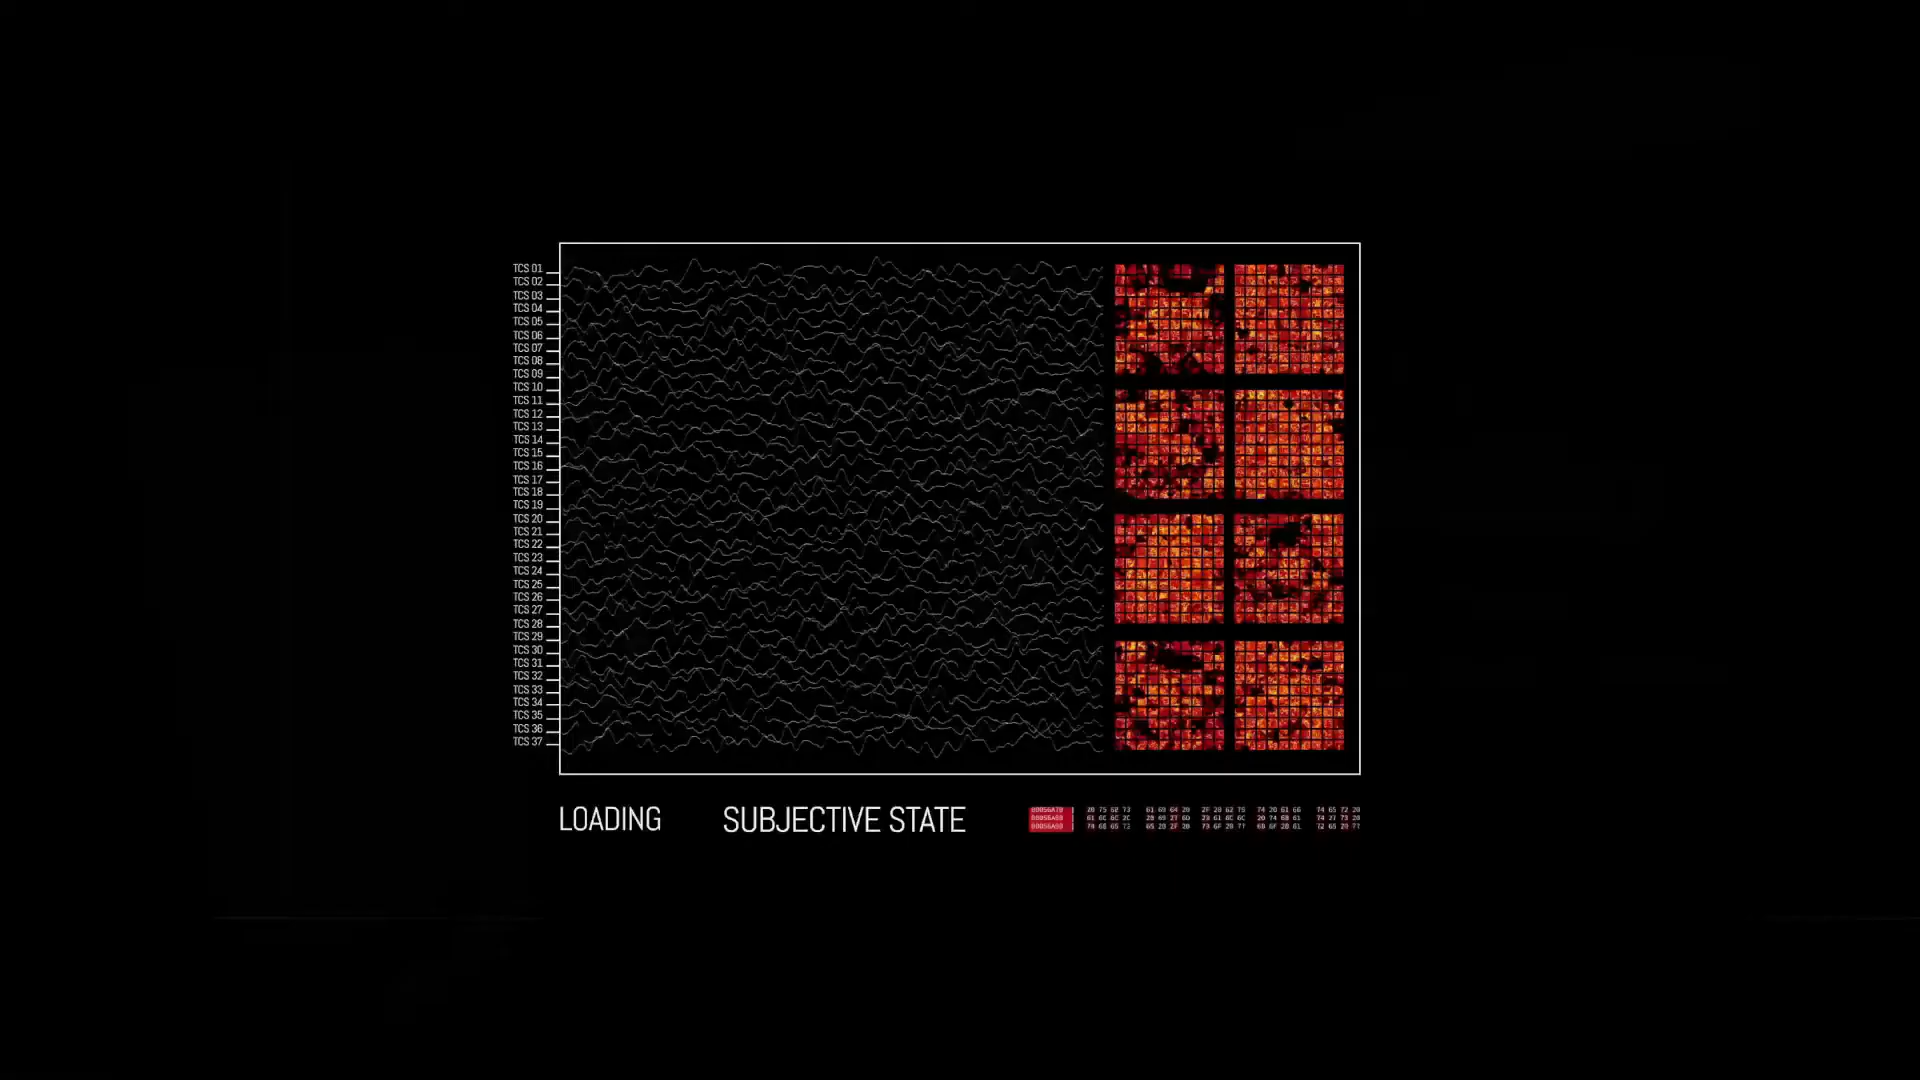 TCS 01
TCS 02
TCS 03
TCS 04
TCS 05
TCS 06
TCS 07
TCS 08
TCS 09
TCS 10
TCS 11
TCS 12
TCS 13
TCS 14
TCS 15
TCS 16
TCS 17
TCS 18
TCS 19
TCS 20
TCS 21
TCS 22
TCS 23
TCS 24
TCS 25
TCS 26
TCS 27
TCS 28
TCS 29
TCS 30
TCS 31
TCS 32
TCS 33
TCS 34
TCS 35
TCS 36
TCS 37
LOADING SUBJECTIVE STATE